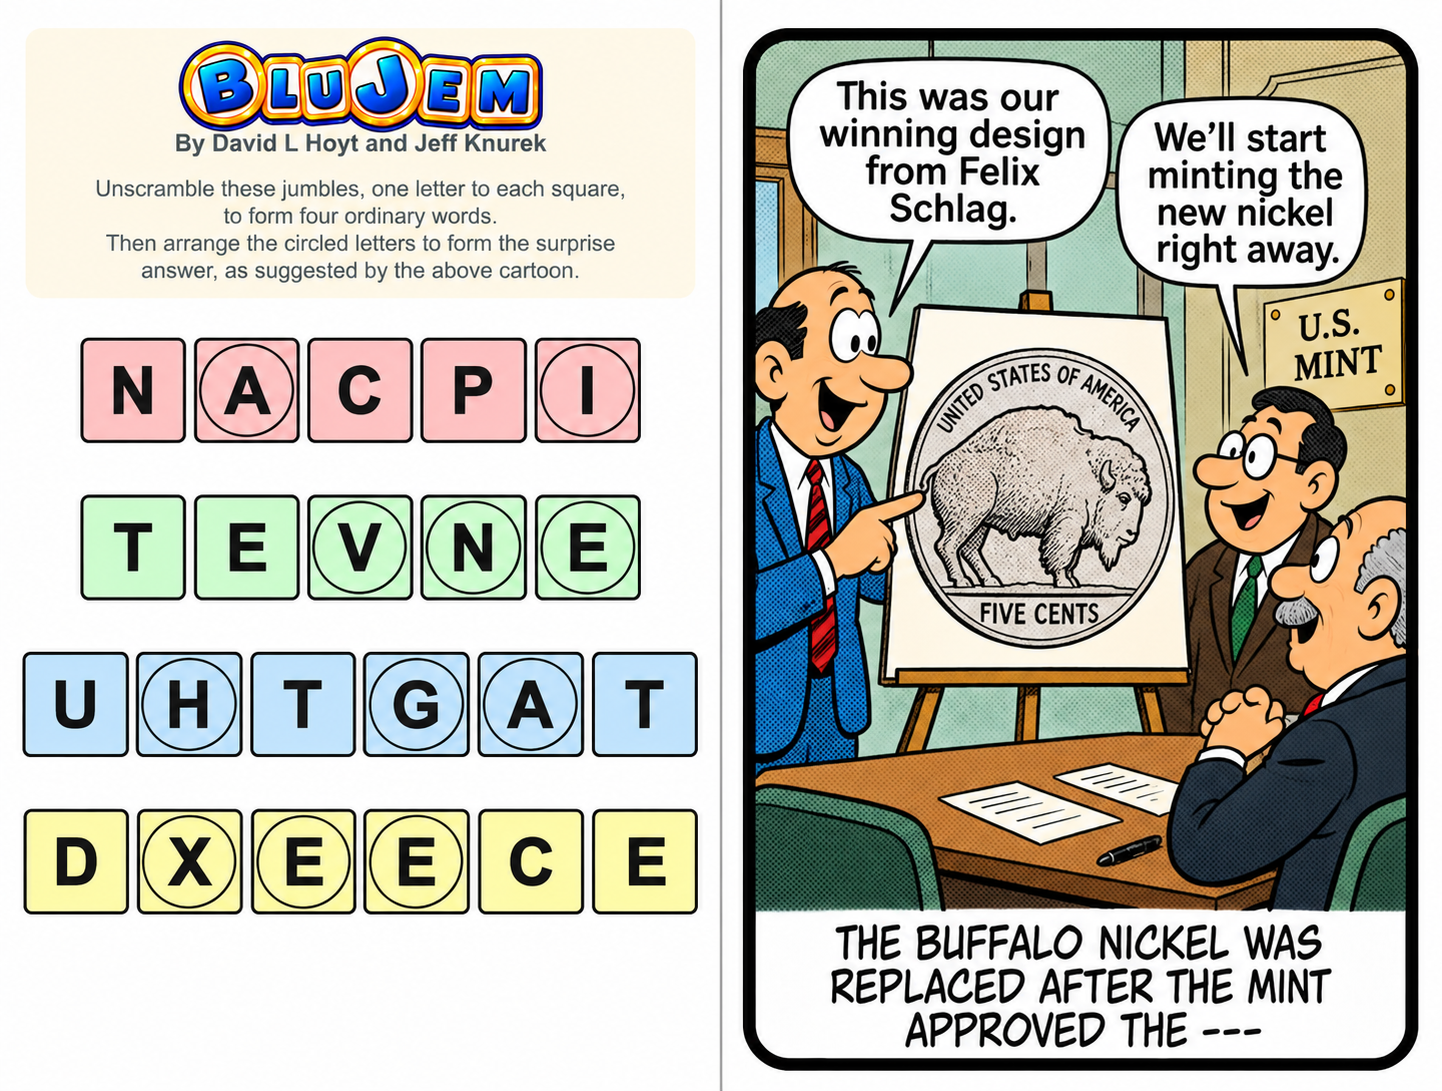 BLUJEM
By David L Hoyt and Jeff Knurek
Unscramble these jumbles, one letter to each square,
to form four ordinary words.
Then arrange the circled letters to form the surprise
answer, as suggested by the above cartoon.
N A C P I
T E V N E
U H T G A T
D X E E C E
This was our
winning design
from Felix
Schlag.
We'll start
minting the
new nickel
right away.
U.S.
MINT
UNITED STATES OF AMERICA
FIVE CENTS
THE BUFFALO NICKEL WAS
REPLACED AFTER THE MINT
APPROVED THE ---